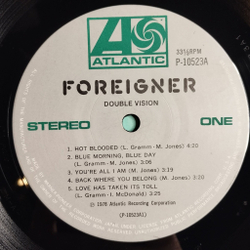 ATLANTIC
33⅓RPM
P-10523A
FOREIGNER
DOUBLE VISION
STEREO
ONE
1. HOT BLOODED (L. Gramm - M. Jones) 4:20
2. BLUE MORNING, BLUE DAY
(L. Gramm - M. Jones) 3:06
3. YOU'RE ALL I AM (M. Jones) 3:19
4. BACK WHERE YOU BELONG (M. Jones) 3:10
5. LOVE HAS TAKEN ITS TOLL
(L. Gramm - I. McDonald) 3:25
℗ 1978 Atlantic Recording Corporation
(P-10523A1)